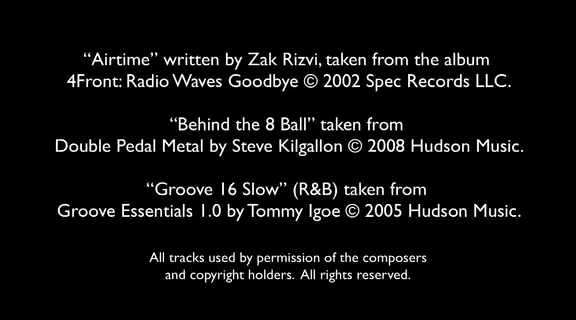 “Airtime” written by Zak Rizvi, taken from the album
4Front: Radio Waves Goodbye © 2002 Spec Records LLC.
“Behind the 8 Ball” taken from
Double Pedal Metal by Steve Kilgallon © 2008 Hudson Music.
“Groove 16 Slow” (R&B) taken from
Groove Essentials 1.0 by Tommy Igoe © 2005 Hudson Music.
All tracks used by permission of the composers
and copyright holders. All rights reserved.